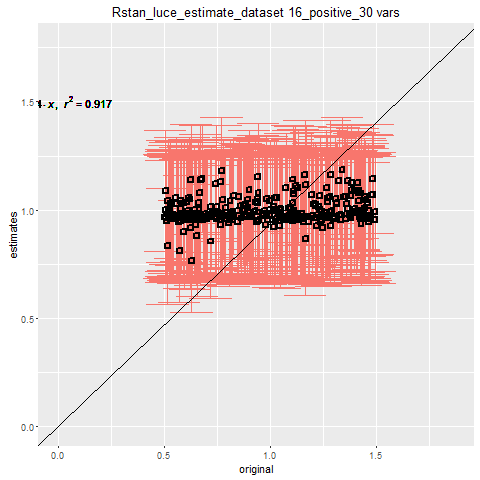 Rstan_luce_estimate_dataset 16_positive_30 vars
1.5
· x, r² = 0.917
1.0
0.5
0.0
estimates
0.0 0.5 1.0 1.5
original